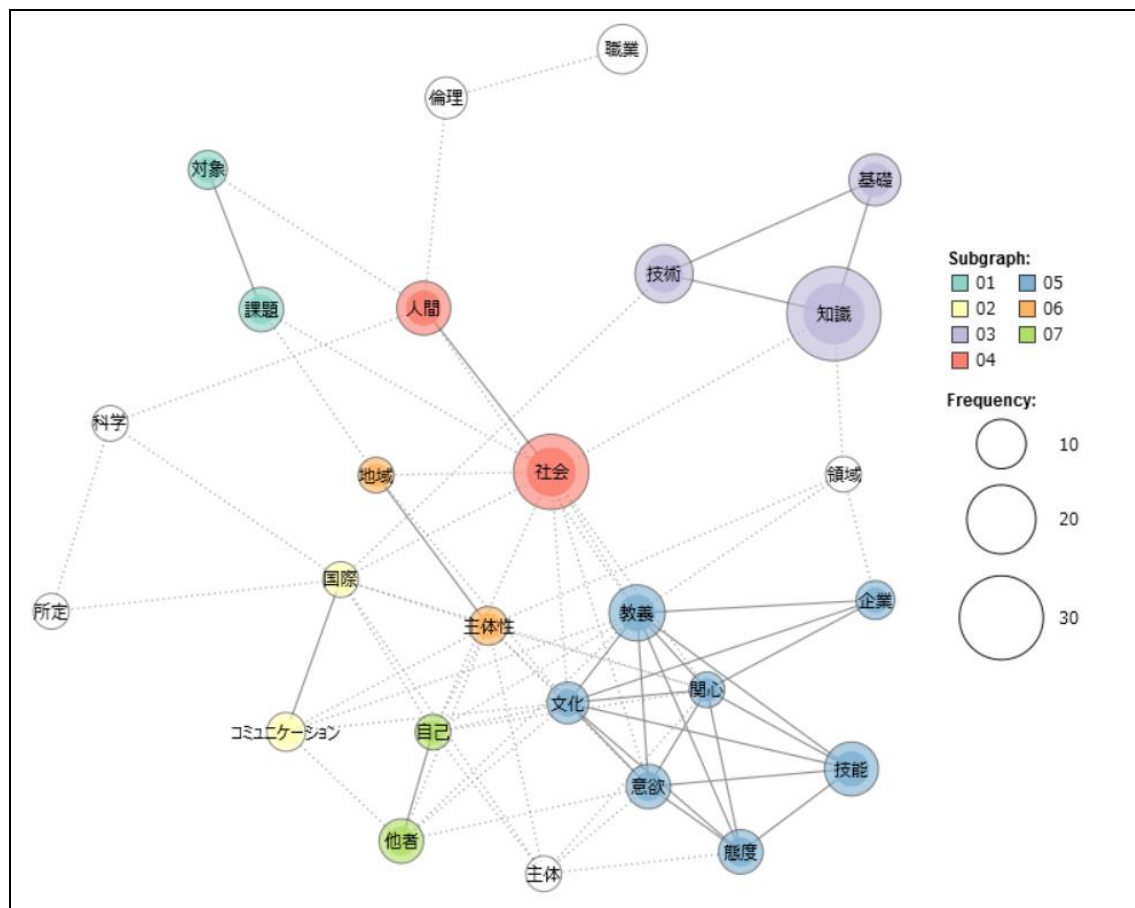 職業
倫理
対象
基礎
技術
課題
人間
知識
Subgraph:
01 05
02 06
03 07
04
Frequency:
10
20
30
科学
地域
社会
領域
国際
所定
主体性
教義
企業
文化
関心
コミュニケーション
自己
意欲
技能
他者
態度
主体